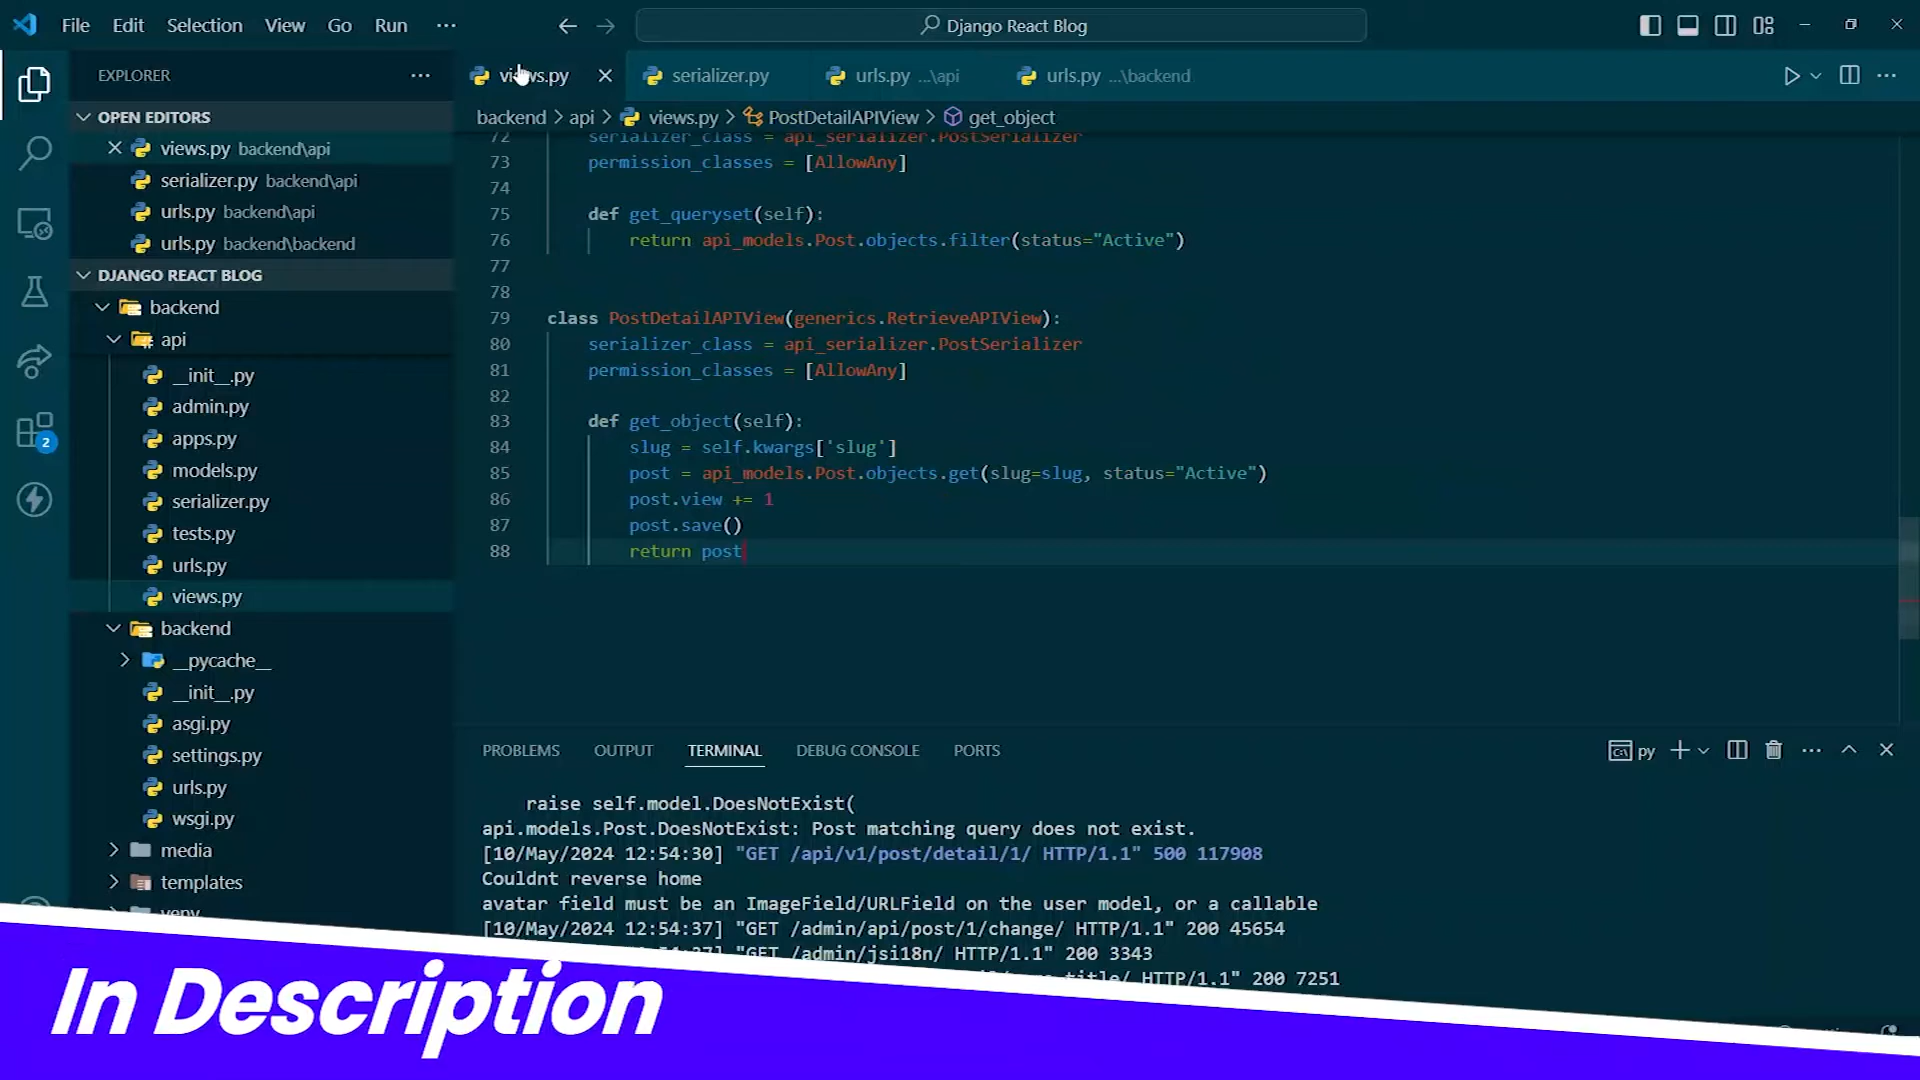 File Edit Selection View Go Run ···
Django React Blog
EXPLORER ···
views.py
serializer.py
urls.py ...\api
urls.py ...\backend
OPEN EDITORS
backend > api > views.py > PostDetailAPIView > get_object
views.py backend\api
serializer.py backend\api
urls.py backend\api
urls.py backend\backend
DJANGO REACT BLOG
backend
api
__init__.py
admin.py
apps.py
models.py
serializer.py
tests.py
urls.py
views.py
backend
__pycache__
__init__.py
asgi.py
settings.py
urls.py
wsgi.py
media
templates
venv
2
72 serializer_class = api_serializer.PostSerializer
73 permission_classes = [AllowAny]
74
75 def get_queryset(self):
76 return api_models.Post.objects.filter(status="Active")
77
78
79 class PostDetailAPIView(generics.RetrieveAPIView):
80 serializer_class = api_serializer.PostSerializer
81 permission_classes = [AllowAny]
82
83 def get_object(self):
84 slug = self.kwargs['slug']
85 post = api_models.Post.objects.get(slug=slug, status="Active")
86 post.view += 1
87 post.save()
88 return post
PROBLEMS OUTPUT TERMINAL DEBUG CONSOLE PORTS
py
raise self.model.DoesNotExist(
api.models.Post.DoesNotExist: Post matching query does not exist.
[10/May/2024 12:54:30] "GET /api/v1/post/detail/1/ HTTP/1.1" 500 117908
Couldnt reverse home
avatar field must be an ImageField/URLField on the user model, or a callable
[10/May/2024 12:54:37] "GET /admin/api/post/1/change/ HTTP/1.1" 200 45654
"GET /admin/jsi18n/ HTTP/1.1" 200 3343
HTTP/1.1" 200 7251
In Description